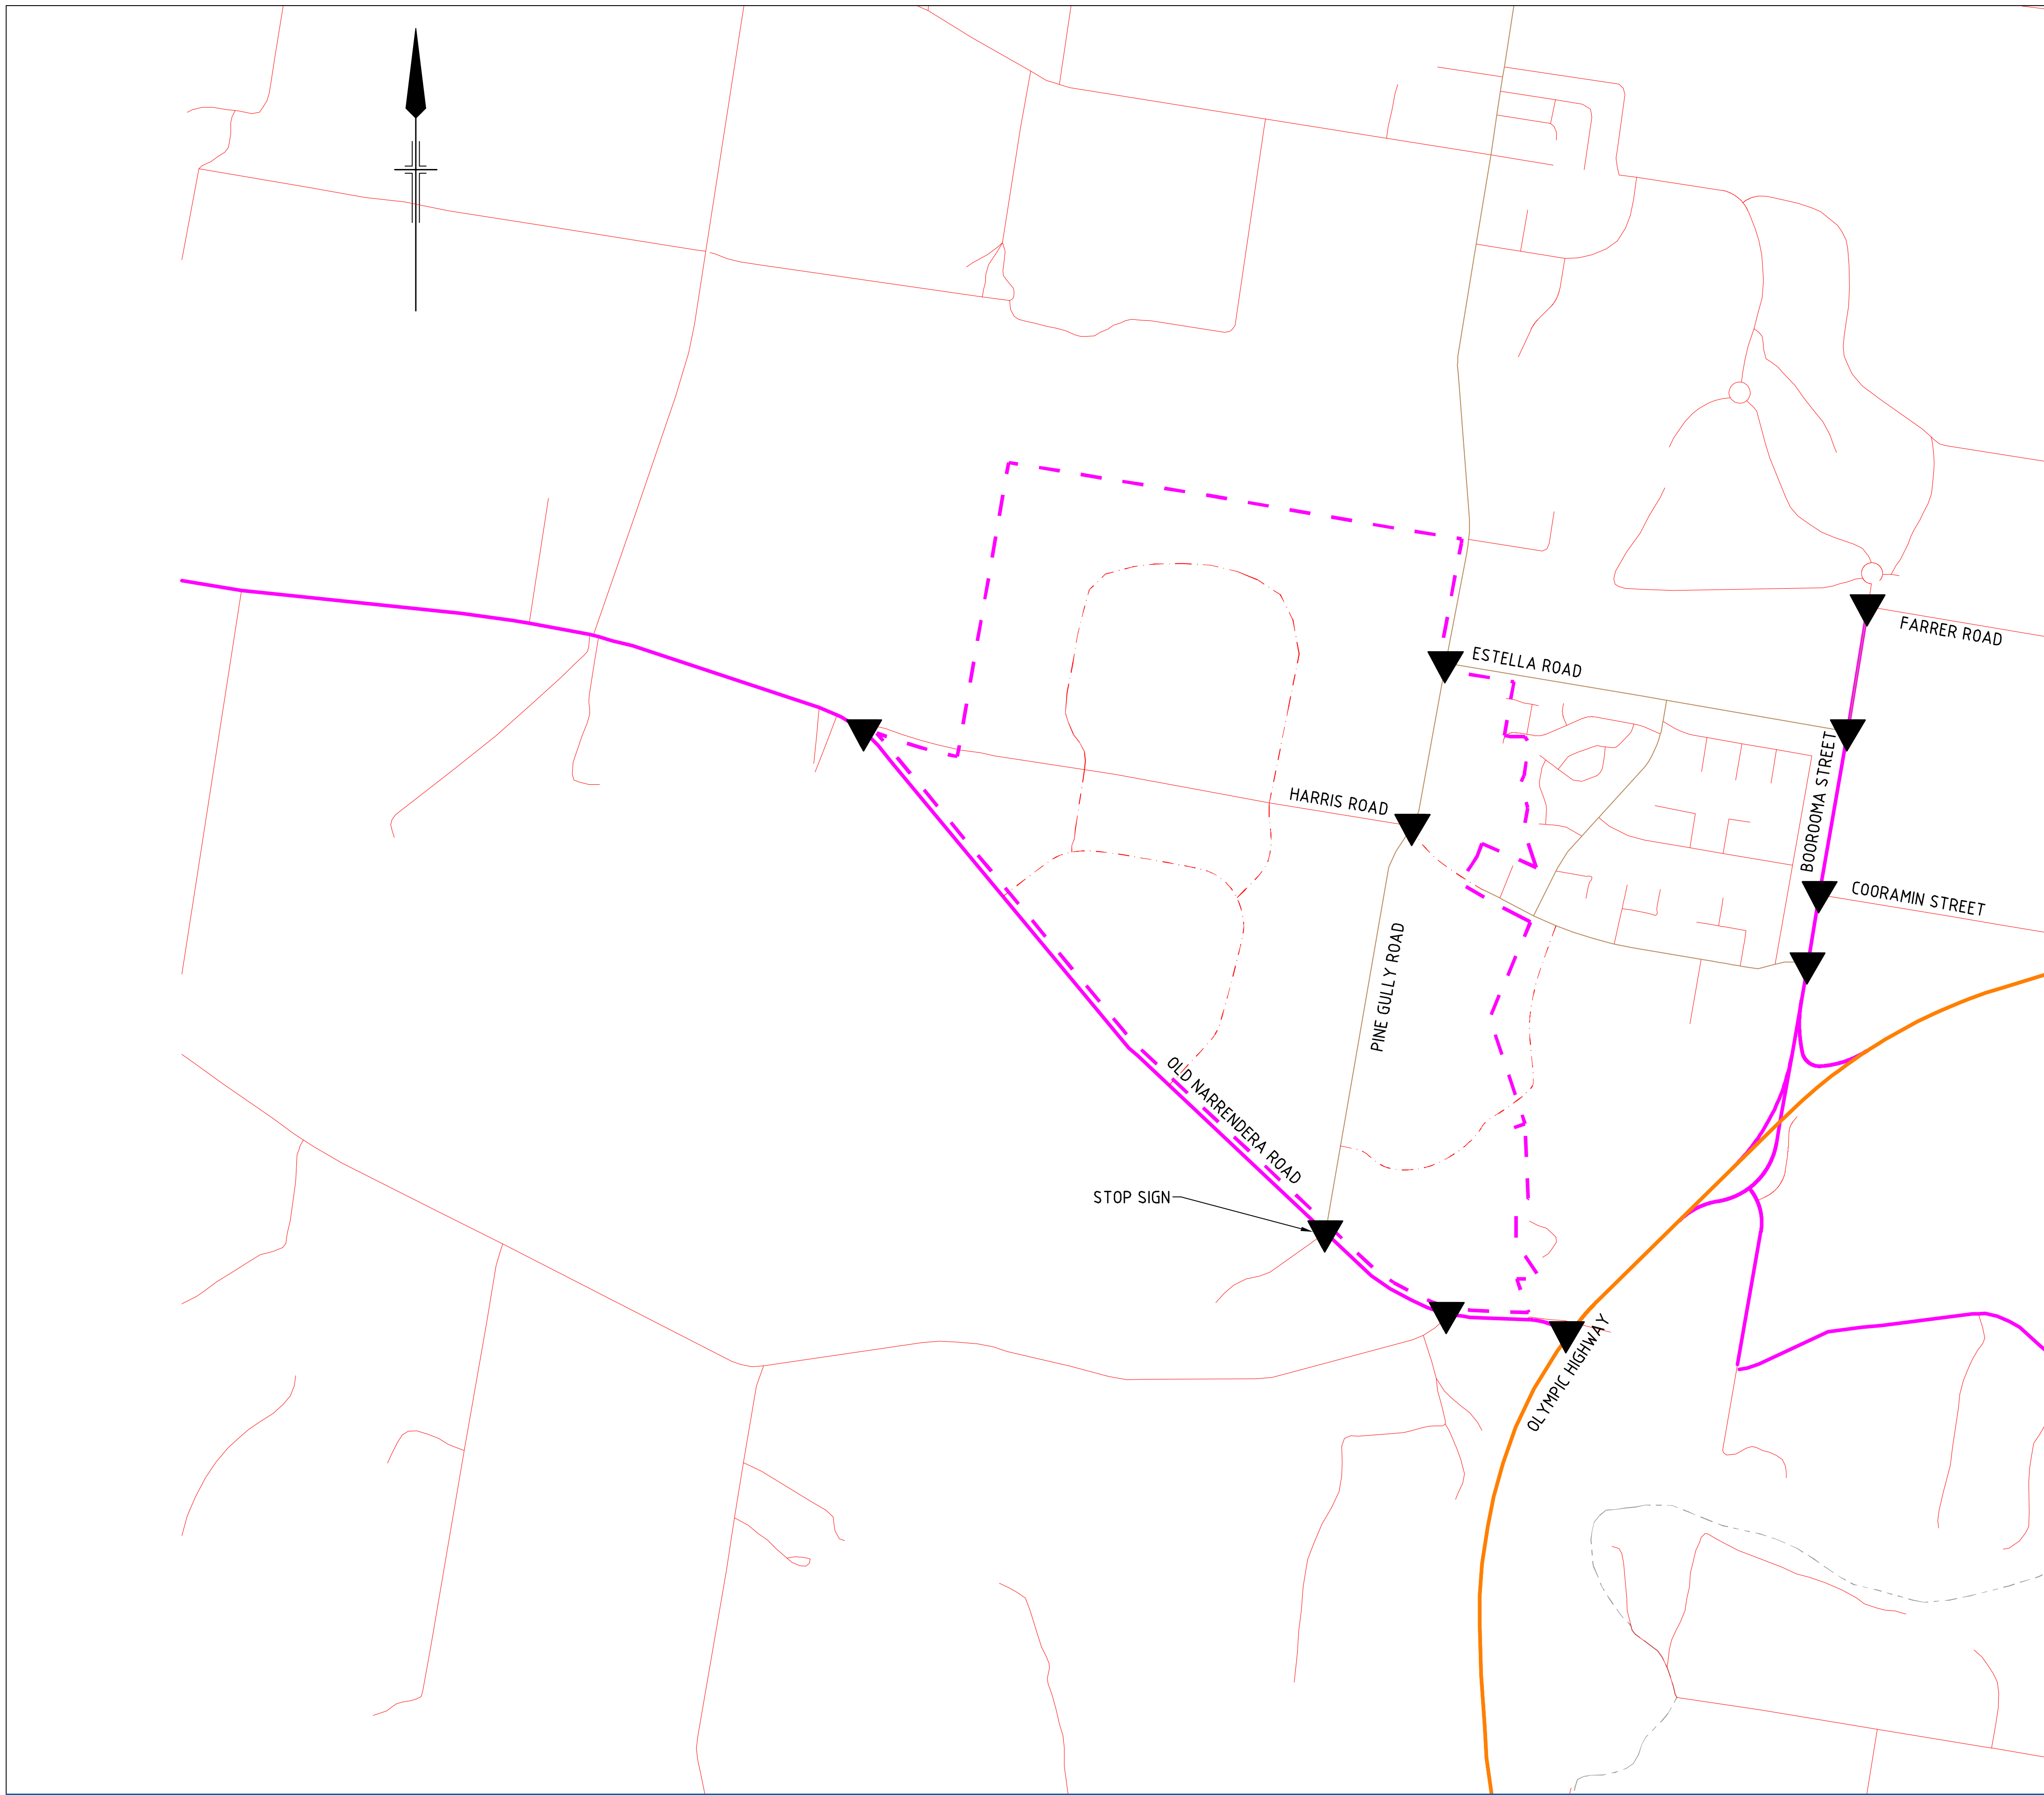 FARRER ROAD
ESTELLA ROAD
BOOROOMA STREET
HARRIS ROAD
COORAMIN STREET
PINE GULLY ROAD
OLD NARRENDERA ROAD
STOP SIGN
OLYMPIC HIGHWAY